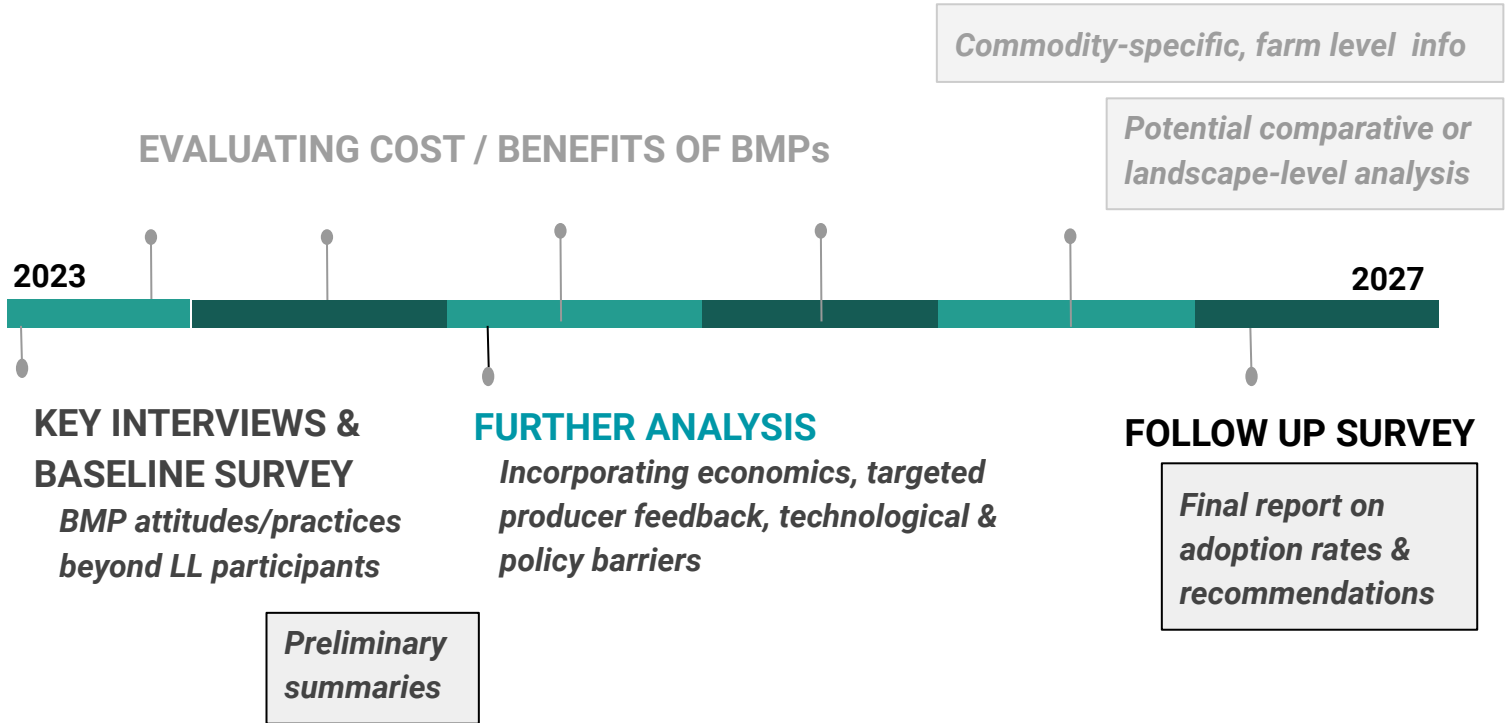 Commodity-specific, farm level info
Potential comparative or
landscape-level analysis
EVALUATING COST / BENEFITS OF BMPs
2023
2027
KEY INTERVIEWS &
BASELINE SURVEY
BMP attitudes/practices
beyond LL participants
Preliminary
summaries
FURTHER ANALYSIS
Incorporating economics, targeted
producer feedback, technological &
policy barriers
FOLLOW UP SURVEY
Final report on
adoption rates &
recommendations